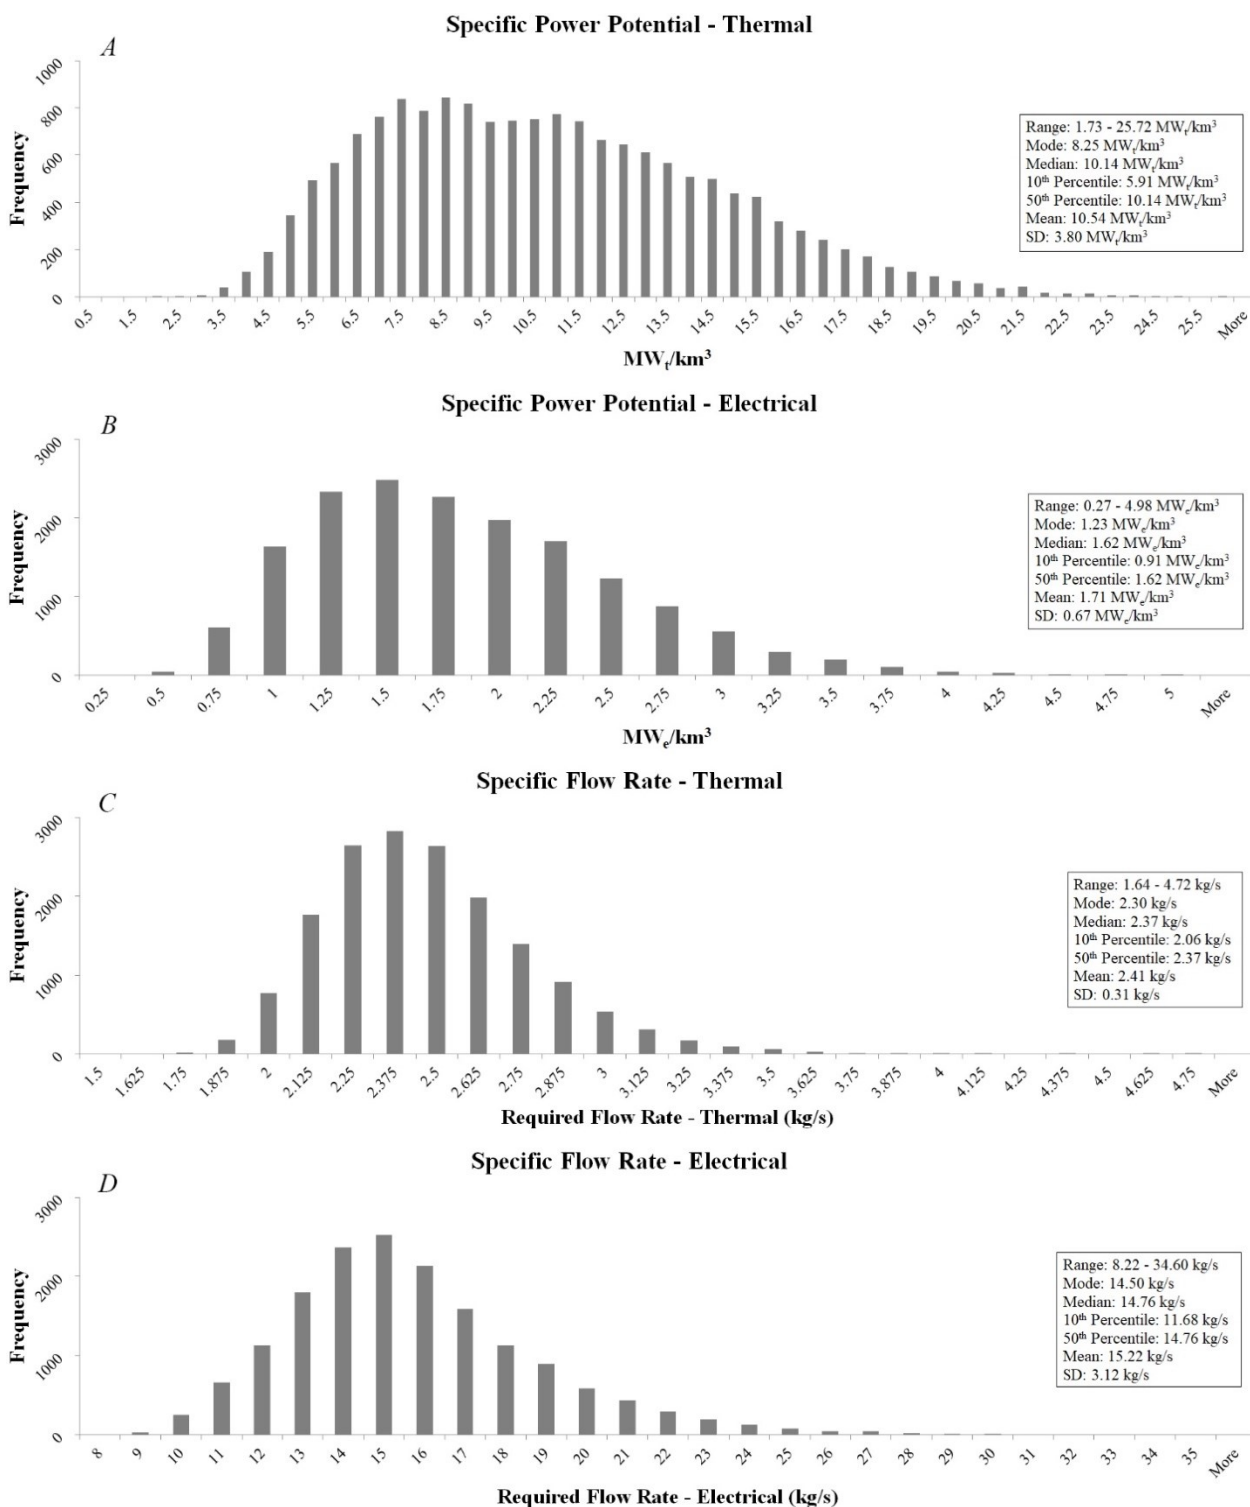 Specific Power Potential - Thermal
A
1000
800
600
400
200
0
Frequency
Range: 1.73 - 25.72 MWt/km³
Mode: 8.25 MWt/km³
Median: 10.14 MWt/km³
10th Percentile: 5.91 MWt/km³
50th Percentile: 10.14 MWt/km³
Mean: 10.54 MWt/km³
SD: 3.80 MWt/km³
0.5 1.5 2.5 3.5 4.5 5.5 6.5 7.5 8.5 9.5 10.5 11.5 12.5 13.5 14.5 15.5 16.5 17.5 18.5 19.5 20.5 21.5 22.5 23.5 24.5 25.5 More
MWt/km³
Specific Power Potential - Electrical
B
3000
2000
1000
0
Frequency
Range: 0.27 - 4.98 MWe/km³
Mode: 1.23 MWe/km³
Median: 1.62 MWe/km³
10th Percentile: 0.91 MWe/km³
50th Percentile: 1.62 MWe/km³
Mean: 1.71 MWe/km³
SD: 0.67 MWe/km³
0.25 0.5 0.75 1 1.25 1.5 1.75 2 2.25 2.5 2.75 3 3.25 3.5 3.75 4 4.25 4.5 4.75 5 More
MWe/km³
Specific Flow Rate - Thermal
C
3000
2000
1000
0
Frequency
Range: 1.64 - 4.72 kg/s
Mode: 2.30 kg/s
Median: 2.37 kg/s
10th Percentile: 2.06 kg/s
50th Percentile: 2.37 kg/s
Mean: 2.41 kg/s
SD: 0.31 kg/s
1.5 1.625 1.75 1.875 2 2.125 2.25 2.375 2.5 2.625 2.75 2.875 3 3.125 3.25 3.375 3.5 3.625 3.75 3.875 4 4.125 4.25 4.375 4.5 4.625 4.75 More
Required Flow Rate - Thermal (kg/s)
Specific Flow Rate - Electrical
D
3000
2000
1000
0
Frequency
Range: 8.22 - 34.60 kg/s
Mode: 14.50 kg/s
Median: 14.76 kg/s
10th Percentile: 11.68 kg/s
50th Percentile: 14.76 kg/s
Mean: 15.22 kg/s
SD: 3.12 kg/s
8 9 10 11 12 13 14 15 16 17 18 19 20 21 22 23 24 25 26 27 28 29 30 31 32 33 34 35 More
Required Flow Rate - Electrical (kg/s)